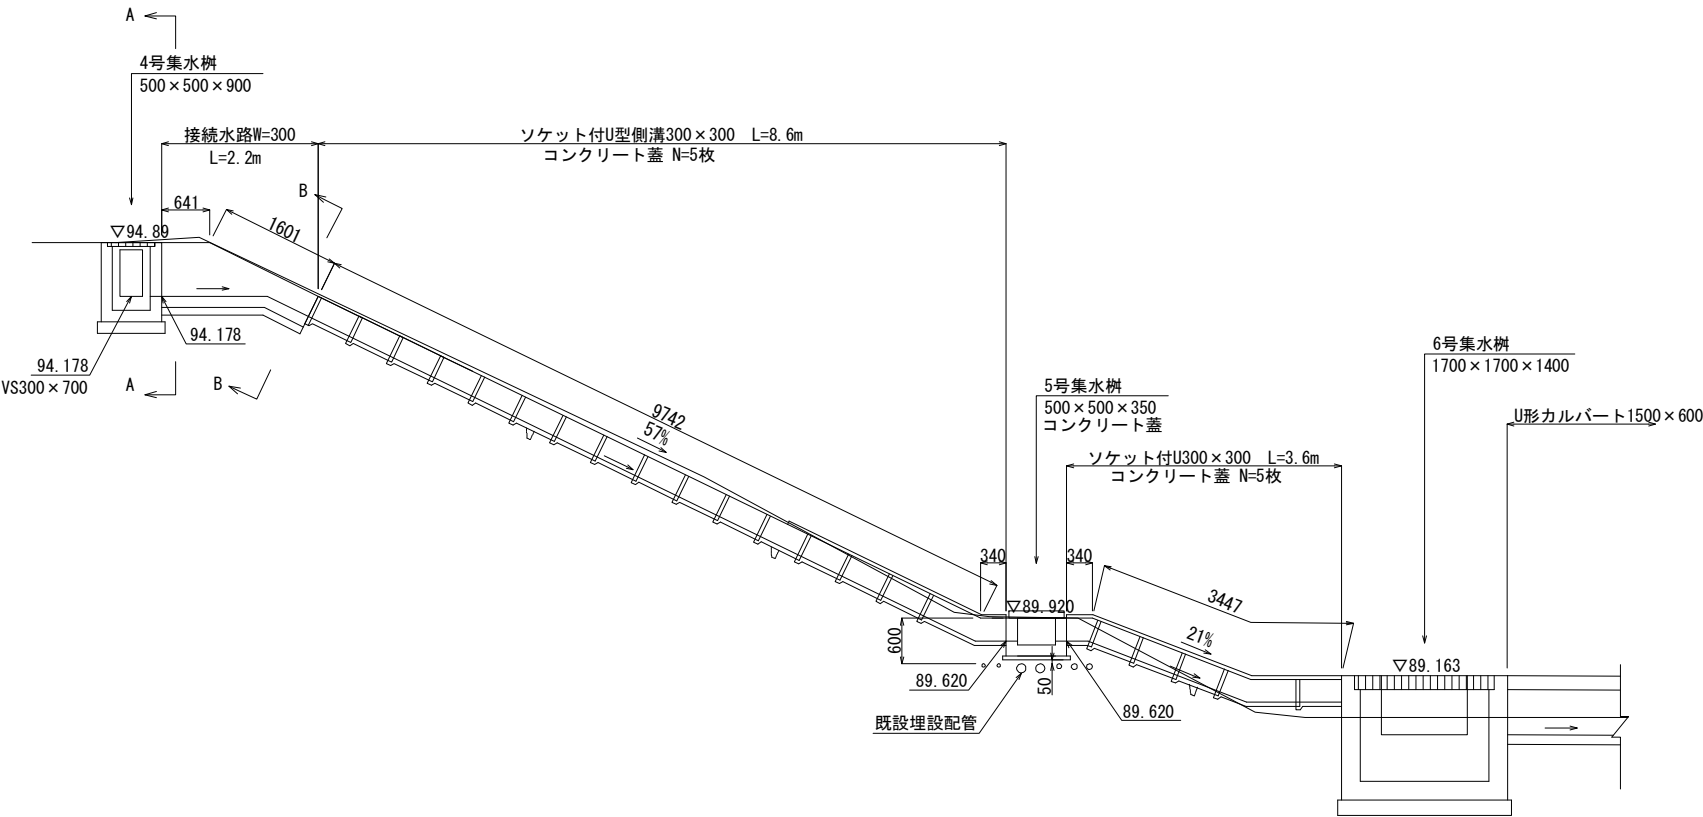 A
4号集水桝
500×500×900
接続水路W=300
L=2.2m
ソケット付U型側溝300×300 L=8.6m
コンクリート蓋 N=5枚
B
641
1601
▽94.89
94.178
94.178
VS300×700
A
B
9742
57%
5号集水桝
500×500×350
コンクリート蓋
6号集水桝
1700×1700×1400
U形カルバート1500×600
ソケット付U300×300 L=3.6m
コンクリート蓋 N=5枚
340
340
3447
▽89.920
600
21%
▽89.163
89.620
50
89.620
既設埋設配管